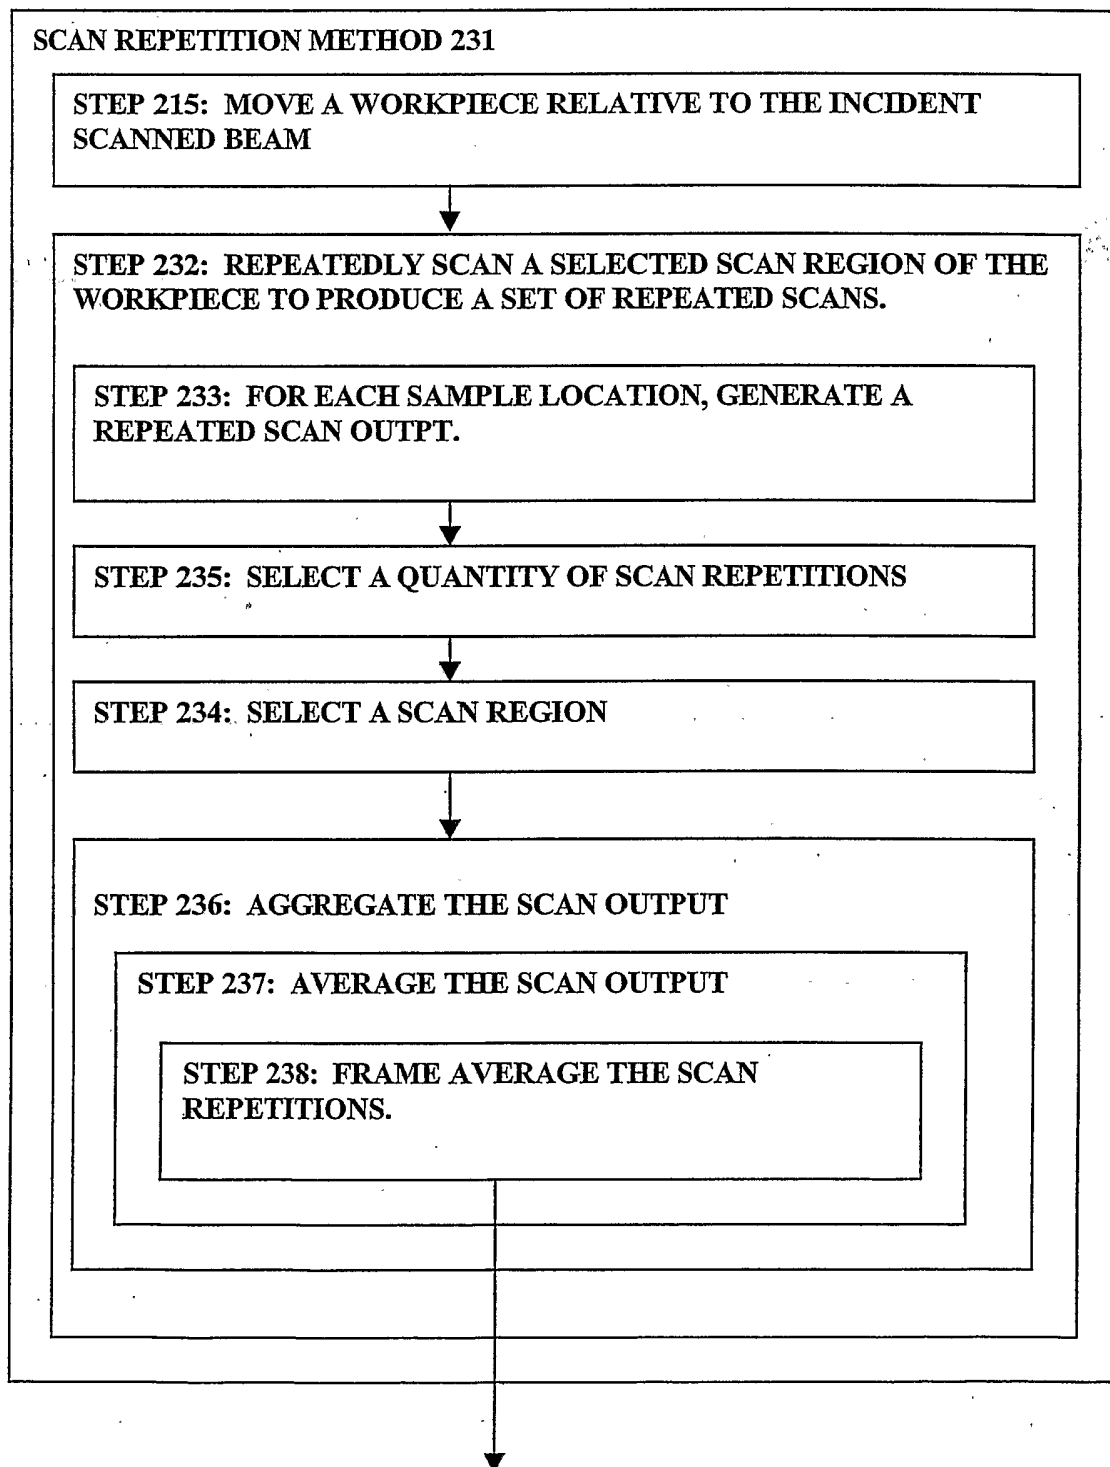 SCAN REPETITION METHOD 231
STEP 215: MOVE A WORKPIECE RELATIVE TO THE INCIDENT
SCANNED BEAM
STEP 232: REPEATEDLY SCAN A SELECTED SCAN REGION OF THE
WORKPIECE TO PRODUCE A SET OF REPEATED SCANS.
STEP 233: FOR EACH SAMPLE LOCATION, GENERATE A
REPEATED SCAN OUTPT.
STEP 235: SELECT A QUANTITY OF SCAN REPETITIONS
STEP 234: SELECT A SCAN REGION
STEP 236: AGGREGATE THE SCAN OUTPUT
STEP 237: AVERAGE THE SCAN OUTPUT
STEP 238: FRAME AVERAGE THE SCAN
REPETITIONS.